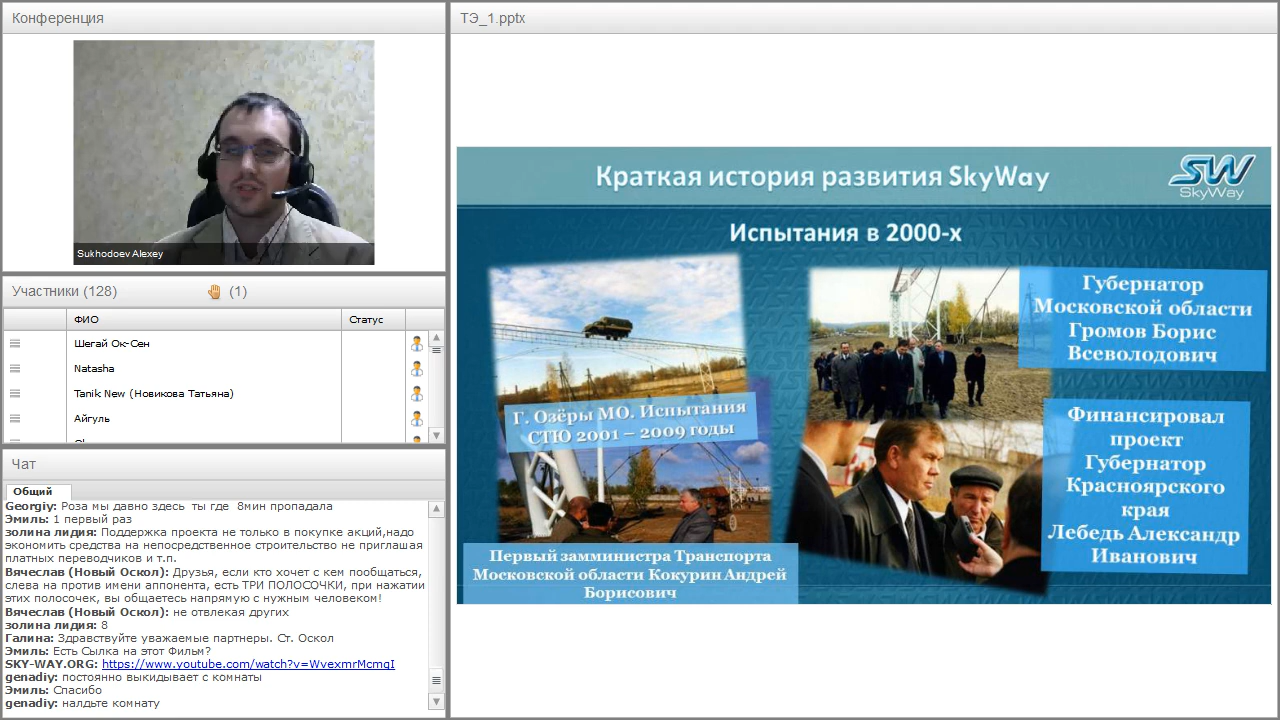 Конференция
Sukhodoev Alexey
Участники (128)
(1)
ФИО
Статус
Шегай Ок-Сен
Natasha
Tanik New (Новикова Татьяна)
Айгуль
Чат
Общий
Georgiy: Роза мы давно здесь ты где 8мин пропадала
Эмиль: 1 первый раз
золина лидия: Поддержка проекта не только в покупке акций,надо
экономить средства на непосредственное строительство не приглашая
платных переводчиков и т.п.
Вячеслав (Новый Оскол): Друзья, если кто хочет с кем пообщаться,
слева на против имени аппонента, есть ТРИ ПОЛОСОЧКИ, при нажатии
этих полосочек, вы общаетесь напрямую с нужным человеком!
Вячеслав (Новый Оскол): не отвлекая других
золина лидия: 8
Галина: Здравствуйте уважаемые партнеры. Ст. Оскол
Эмиль: Есть Сылка на этот Фильм?
SKY-WAY.ORG: https://www.youtube.com/watch?v=WvexmrMcmgI
genadiy: постоянно выкидывает с комнаты
Эмиль: Спасибо
genadiy: налдьте комнату
ТЭ_1.pptx
Краткая история развития SkyWay
SW
SkyWay
Испытания в 2000-х
Г. Озёры МО. Испытания
СТЮ 2001 – 2009 годы
Первый замминистра Транспорта
Московской области Кокурин Андрей
Борисович
Губернатор
Московской области
Громов Борис
Всеволодович
Финансировал
проект
Губернатор
Красноярского
края
Лебедь Александр
Иванович